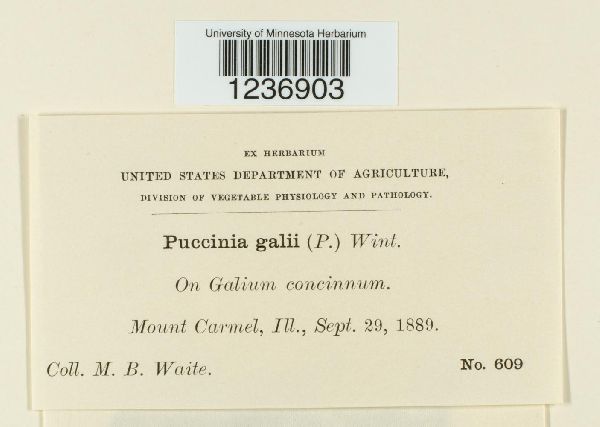 University of Minnesota Herbarium
1236903
EX HERBARIUM
UNITED STATES DEPARTMENT OF AGRICULTURE,
DIVISION OF VEGETABLE PHYSIOLOGY AND PATHOLOGY.
Puccinia galii (P.) Wint.
On Galium concinnum.
Mount Carmel, Ill., Sept. 29, 1889.
Coll. M. B. Waite. No. 609